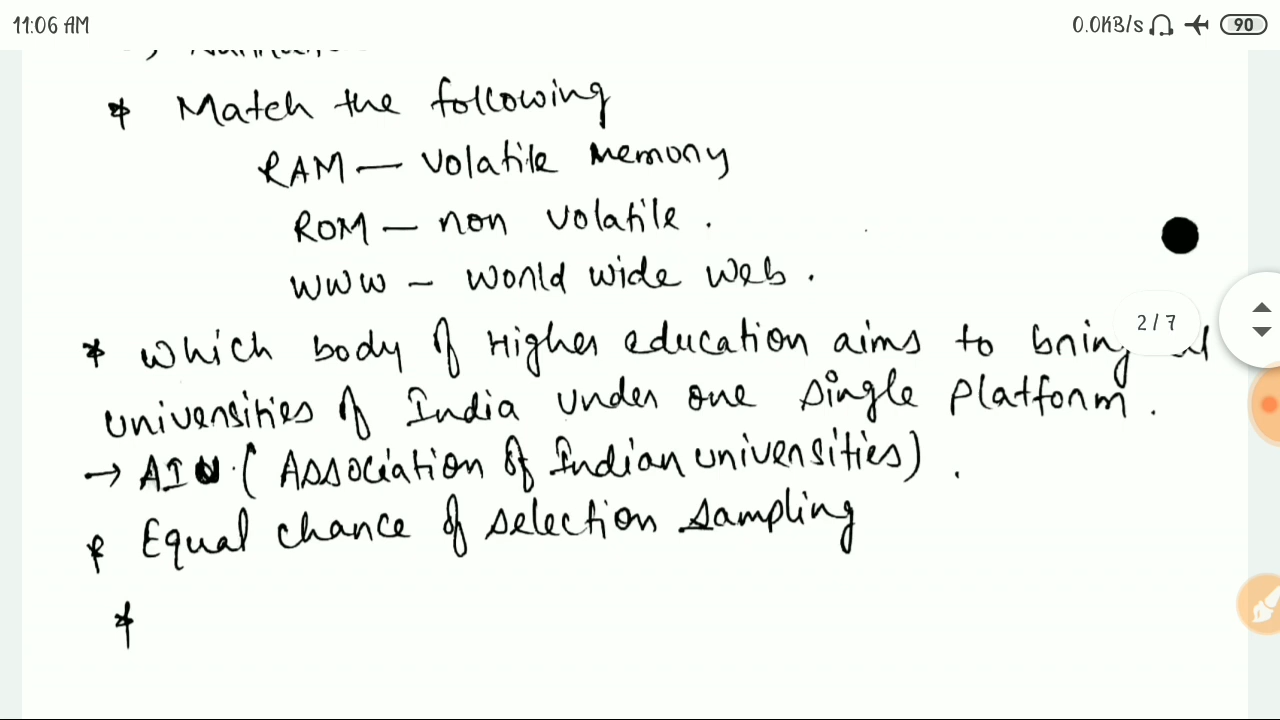 11:06 AM
0.0KB/s
90
* Match the following
RAM — volatile memory
ROM — non volatile .
WWW — world wide web .
2/7
* which body of Higher education aims to bring
universities of India under one single platform .
→ AIU . ( Association of Indian universities ) .
* Equal chance of selection sampling
*